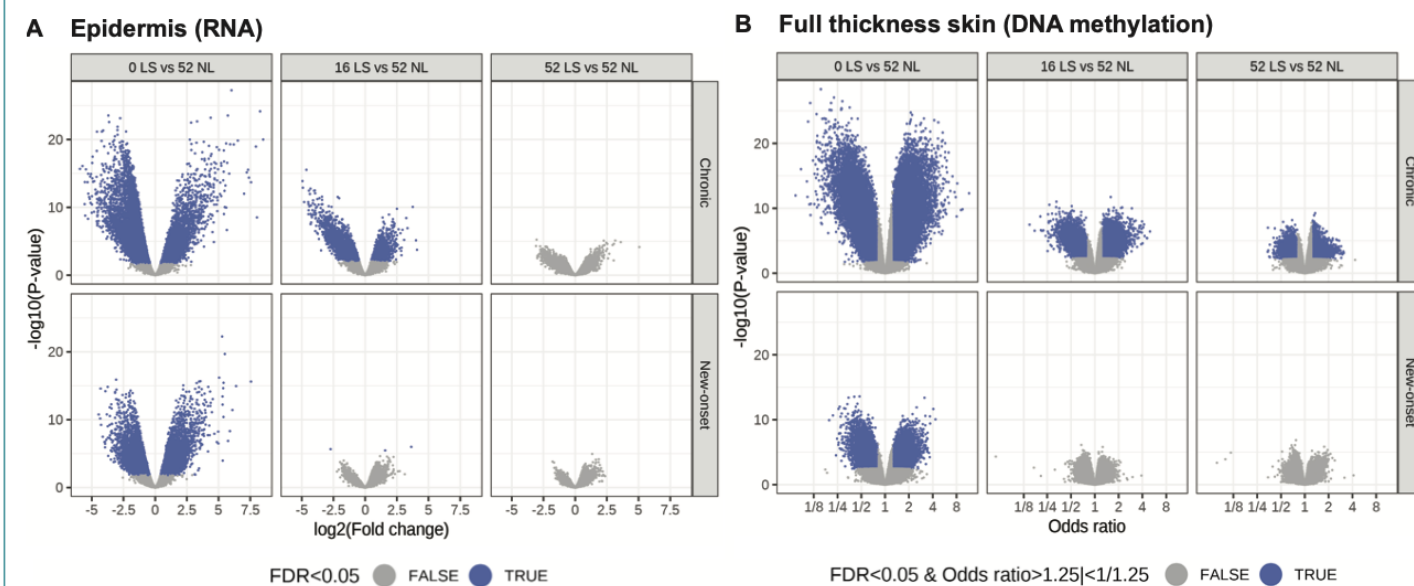 A Epidermis (RNA)
0 LS vs 52 NL 16 LS vs 52 NL 52 LS vs 52 NL
20
10
0
Chronic
20
10
0
New-onset
-log10(P-value)
-5 -2.5 0 2.5 5 7.5 -5 -2.5 0 2.5 5 7.5 -5 -2.5 0 2.5 5 7.5
log2(Fold change)
FDR<0.05 FALSE TRUE
B Full thickness skin (DNA methylation)
0 LS vs 52 NL 16 LS vs 52 NL 52 LS vs 52 NL
20
10
0
Chronic
20
10
0
New-onset
-log10(P-value)
1/8 1/4 1/2 1 2 4 8 1/8 1/4 1/2 1 2 4 8 1/8 1/4 1/2 1 2 4 8
Odds ratio
FDR<0.05 & Odds ratio>1.25|<1/1.25 FALSE TRUE